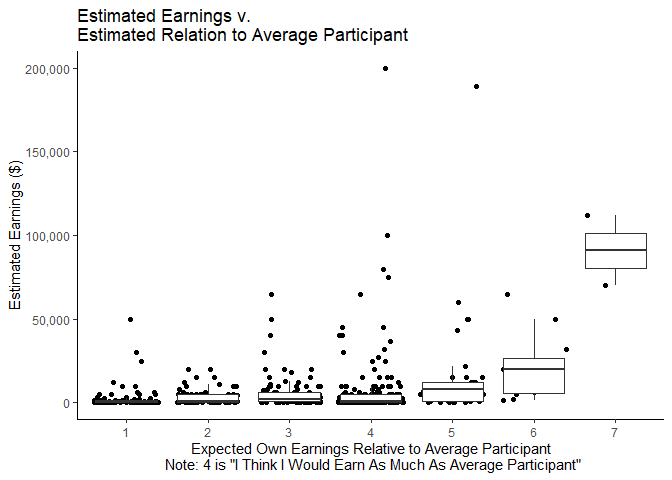 Estimated Earnings v.
Estimated Relation to Average Participant
Estimated Earnings ($)
200,000
150,000
100,000
50,000
0
1 2 3 4 5 6 7
Expected Own Earnings Relative to Average Participant
Note: 4 is "I Think I Would Earn As Much As Average Participant"